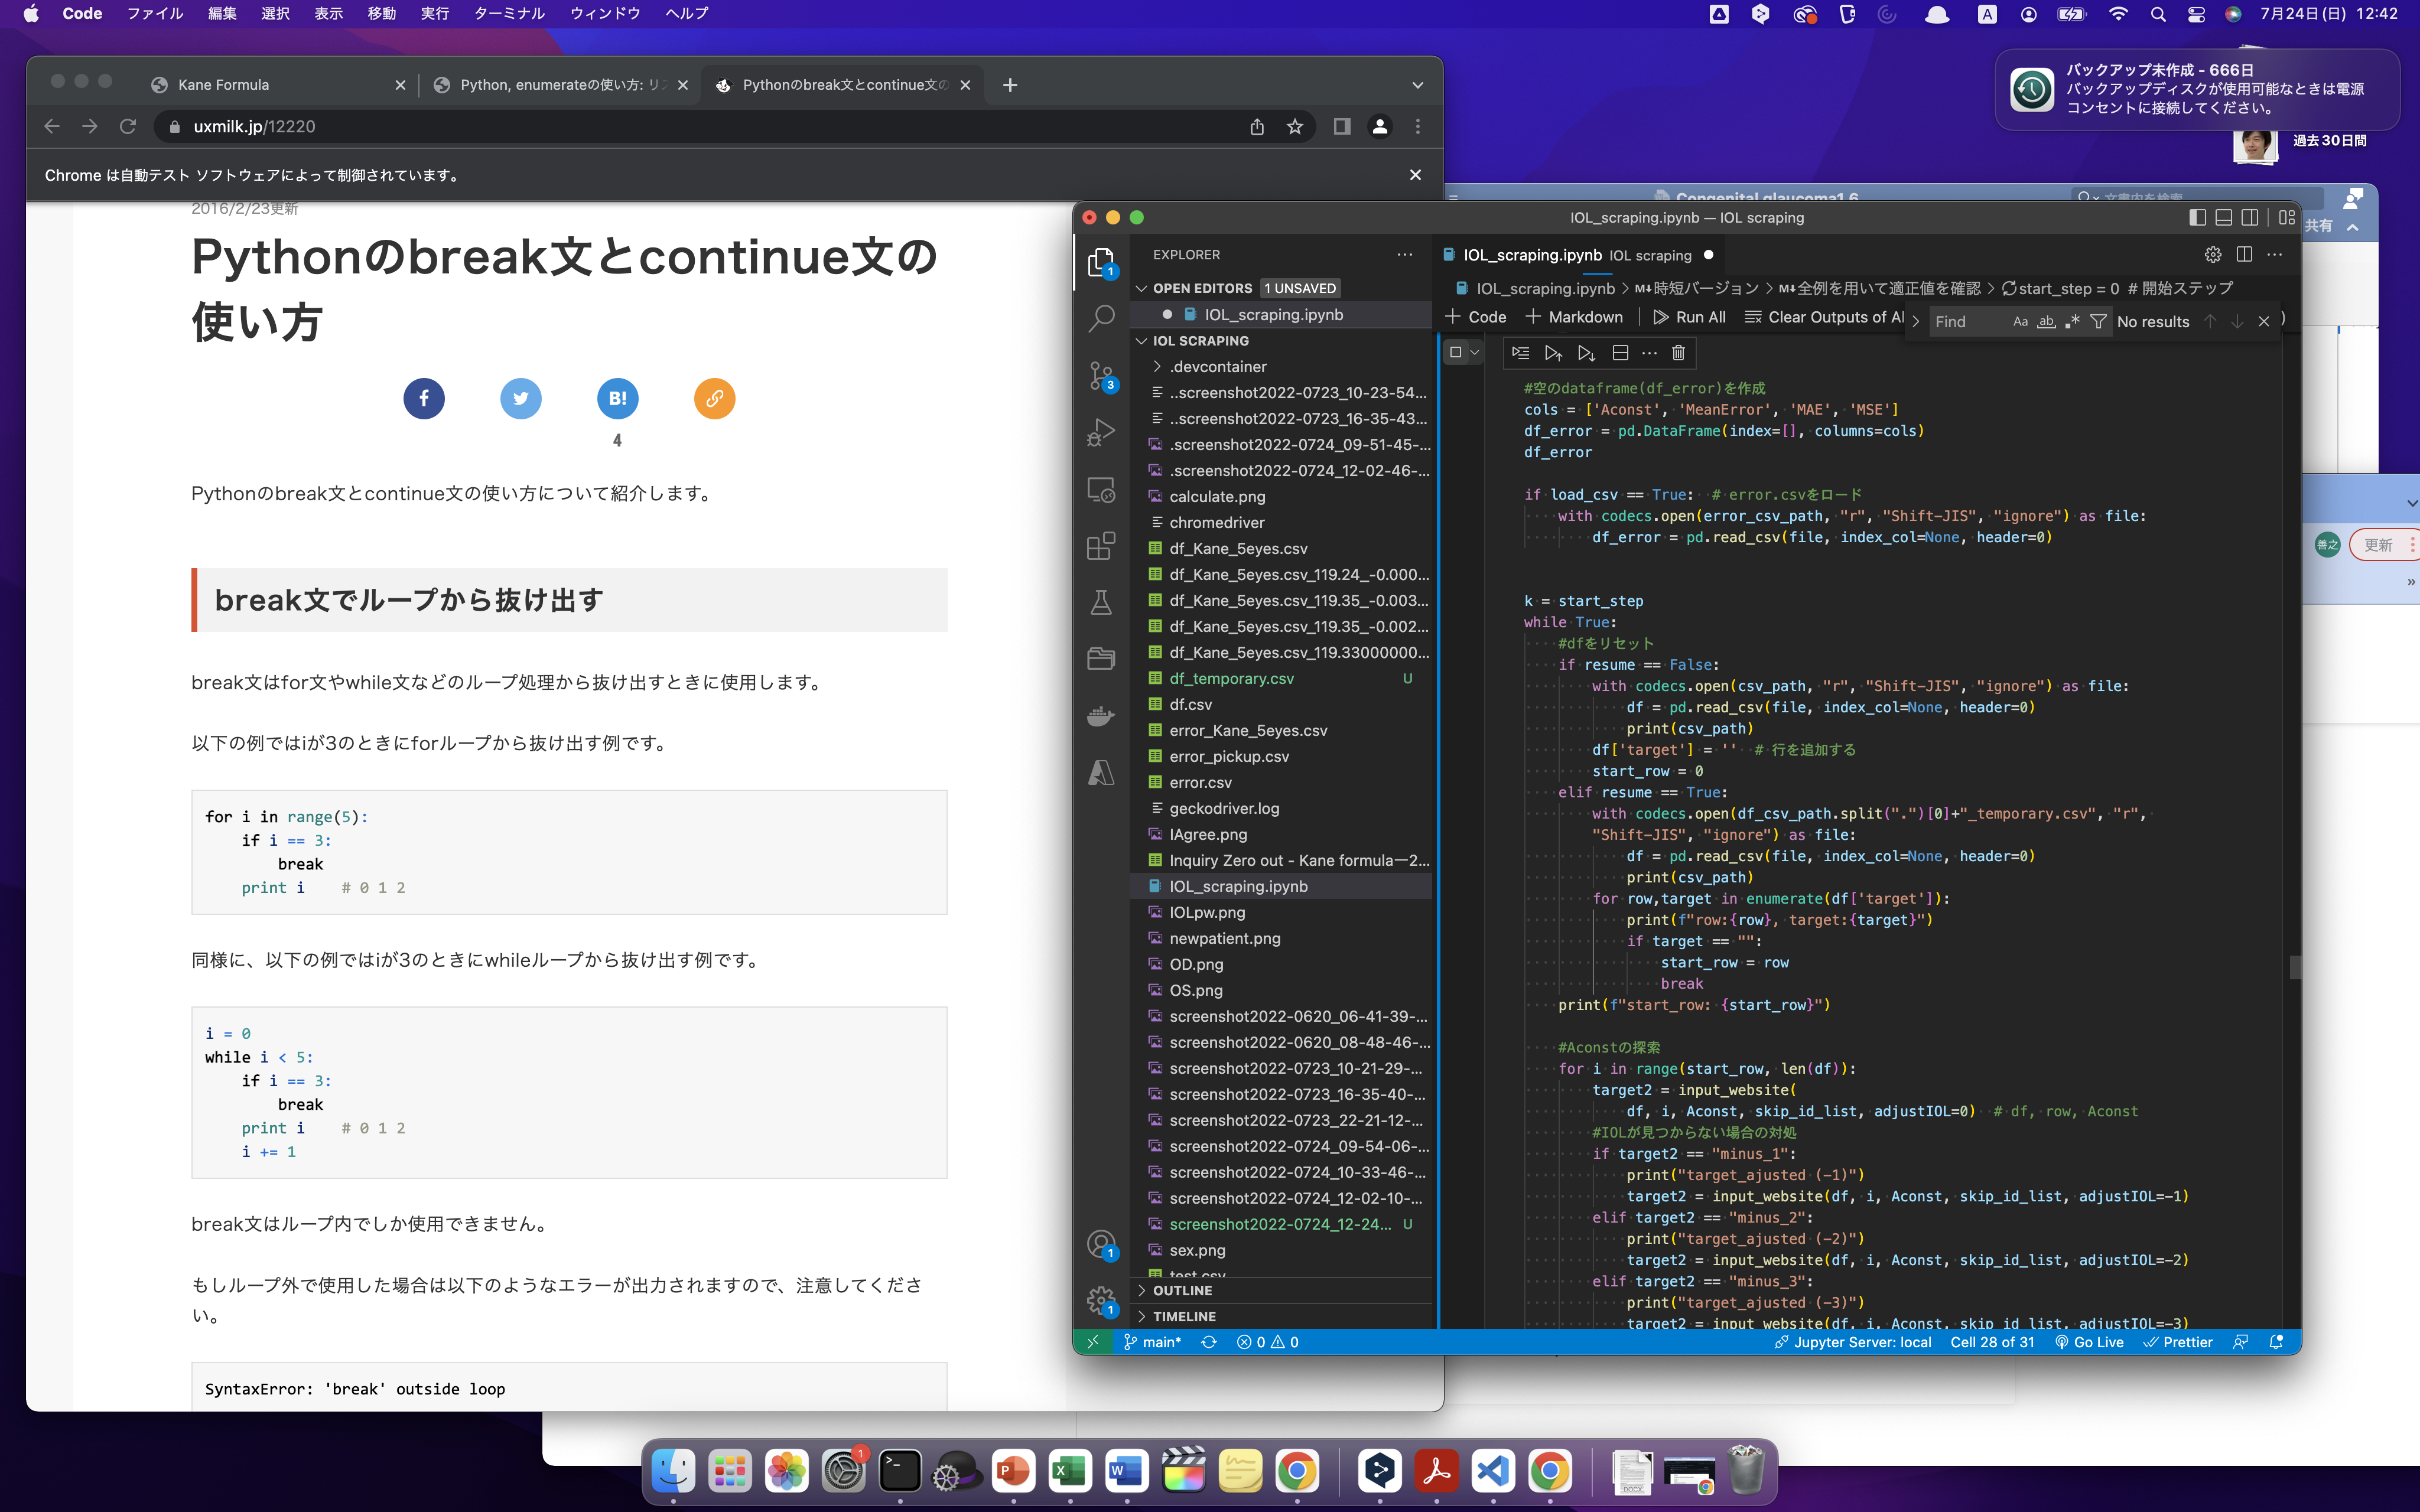 Code ファイル 編集 選択 表示 移動 実行 ターミナル ウィンドウ ヘルプ
A
7月24日(日) 12:42
バックアップ未作成 - 666日
バックアップディスクが使用可能なときは電源
コンセントに接続してください。
過去30日間
Kane Formula
Python, enumerateの使い方: リス
Pythonのbreak文とcontinue文の
uxmilk.jp/12220
Chrome は自動テスト ソフトウェアによって制御されています。
2016/2/23更新
Pythonのbreak文とcontinue文の
使い方
f
B!
4
Pythonのbreak文とcontinue文の使い方について紹介します。
break文でループから抜け出す
break文はfor文やwhile文などのループ処理から抜け出すときに使用します。
以下の例ではiが3のときにforループから抜け出す例です。
for i in range(5):
if i == 3:
break
print i # 0 1 2
同様に、以下の例ではiが3のときにwhileループから抜け出す例です。
i = 0
while i < 5:
if i == 3:
break
print i # 0 1 2
i += 1
break文はループ内でしか使用できません。
もしループ外で使用した場合は以下のようなエラーが出力されますので、注意してくださ
い。
SyntaxError: 'break' outside loop
Congenital glaucoma1.6
文書内を検索
共有
善之
更新
IOL_scraping.ipynb — IOL scraping
EXPLORER
OPEN EDITORS 1 UNSAVED
IOL_scraping.ipynb
IOL SCRAPING
.devcontainer
..screenshot2022-0723_10-23-54...
..screenshot2022-0723_16-35-43...
.screenshot2022-0724_09-51-45-...
.screenshot2022-0724_12-02-46-...
calculate.png
chromedriver
df_Kane_5eyes.csv
df_Kane_5eyes.csv_119.24_-0.000...
df_Kane_5eyes.csv_119.35_-0.003...
df_Kane_5eyes.csv_119.35_-0.002...
df_Kane_5eyes.csv_119.33000000...
df_temporary.csv U
df.csv
error_Kane_5eyes.csv
error_pickup.csv
error.csv
geckodriver.log
IAgree.png
Inquiry Zero out - Kane formula—2...
IOL_scraping.ipynb
IOLpw.png
newpatient.png
OD.png
OS.png
screenshot2022-0620_06-41-39-...
screenshot2022-0620_08-48-46-...
screenshot2022-0723_10-21-29-...
screenshot2022-0723_16-35-40-...
screenshot2022-0723_22-21-12-...
screenshot2022-0724_09-54-06-...
screenshot2022-0724_10-33-46-...
screenshot2022-0724_12-02-10-...
screenshot2022-0724_12-24... U
sex.png
test.csv
OUTLINE
TIMELINE
1
3
1
1
IOL_scraping.ipynb IOL scraping
IOL_scraping.ipynb > M↓時短バージョン > M↓全例を用いて適正値を確認 > start_step = 0 # 開始ステップ
Code Markdown Run All Clear Outputs of Al
Find Aa ab .* No results
#空のdataframe(df_error)を作成
cols = ['Aconst', 'MeanError', 'MAE', 'MSE']
df_error = pd.DataFrame(index=[], columns=cols)
df_error
if load_csv == True: # error.csvをロード
with codecs.open(error_csv_path, "r", "Shift-JIS", "ignore") as file:
df_error = pd.read_csv(file, index_col=None, header=0)
k = start_step
while True:
#dfをリセット
if resume == False:
with codecs.open(csv_path, "r", "Shift-JIS", "ignore") as file:
df = pd.read_csv(file, index_col=None, header=0)
print(csv_path)
df['target'] = '' # 行を追加する
start_row = 0
elif resume == True:
with codecs.open(df_csv_path.split(".")[0]+"_temporary.csv", "r",
"Shift-JIS", "ignore") as file:
df = pd.read_csv(file, index_col=None, header=0)
print(csv_path)
for row,target in enumerate(df['target']):
print(f"row:{row}, target:{target}")
if target == "":
start_row = row
break
print(f"start_row: {start_row}")
#Aconstの探索
for i in range(start_row, len(df)):
target2 = input_website(
df, i, Aconst, skip_id_list, adjustIOL=0) # df, row, Aconst
#IOLが見つからない場合の対処
if target2 == "minus_1":
print("target_ajusted (-1)")
target2 = input_website(df, i, Aconst, skip_id_list, adjustIOL=-1)
elif target2 == "minus_2":
print("target_ajusted (-2)")
target2 = input_website(df, i, Aconst, skip_id_list, adjustIOL=-2)
elif target2 == "minus_3":
print("target_ajusted (-3)")
target2 = input_website(df, i, Aconst, skip_id_list, adjustIOL=-3)
main* 0 0
Jupyter Server: local Cell 28 of 31 Go Live Prettier
1
P
X
W
DOCX